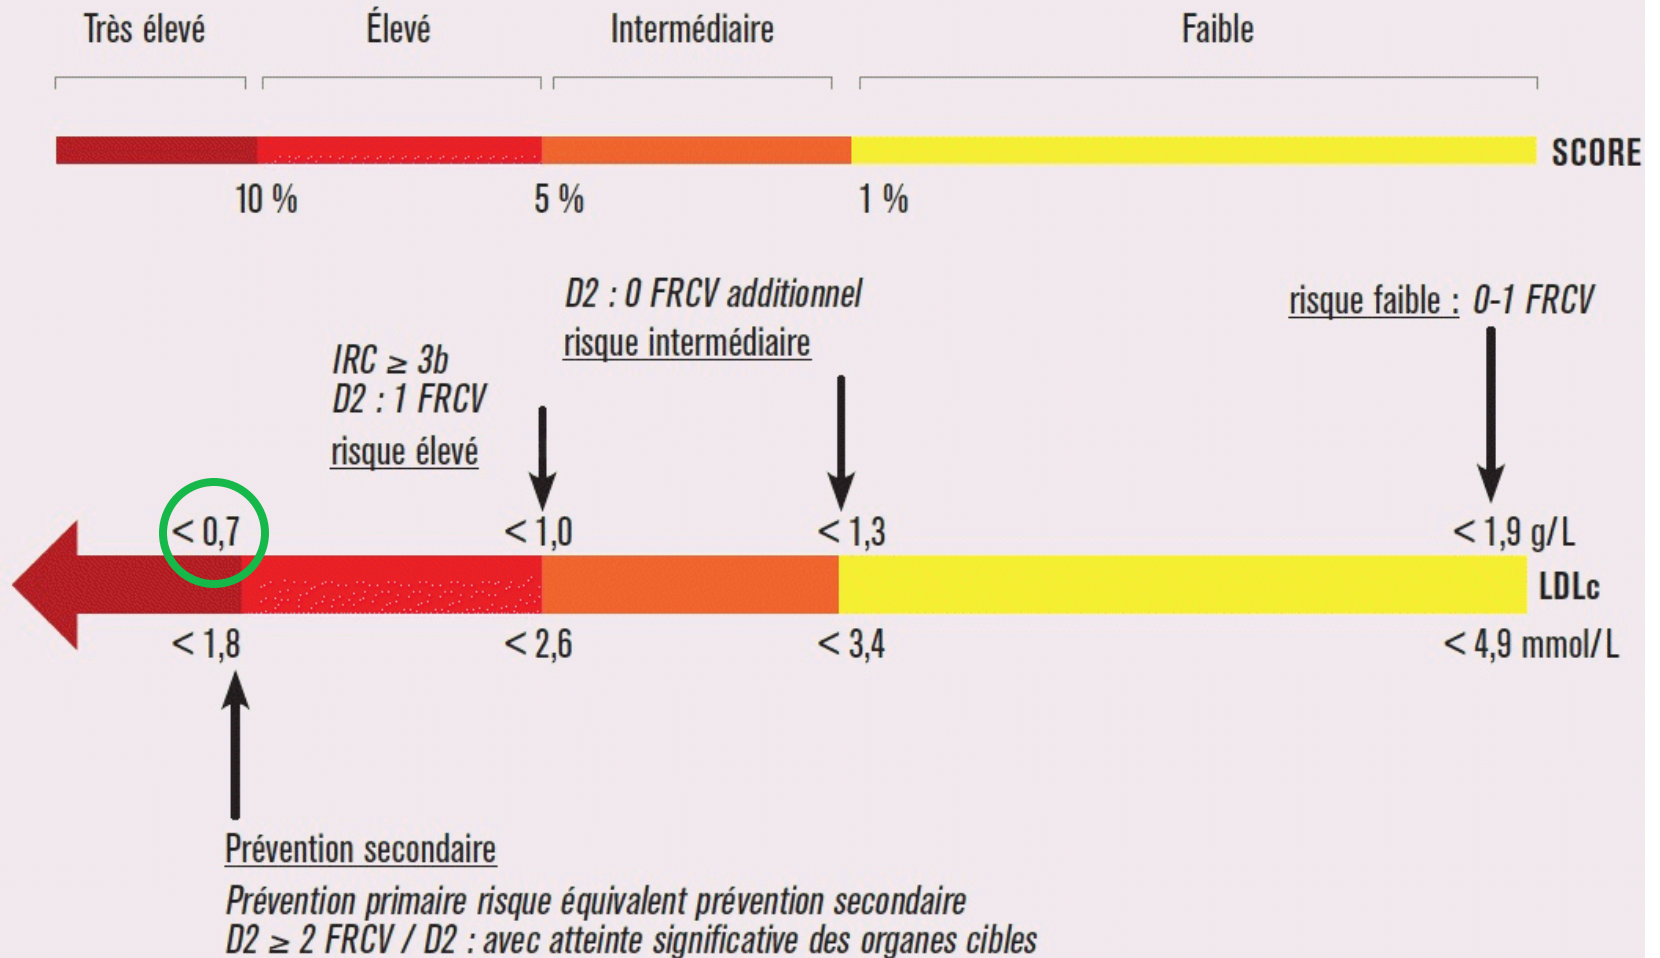 Très élevé
Élevé
Intermédiaire
Faible
SCORE
10 %
5 %
1 %
D2 : 0 FRCV additionnel
risque intermédiaire
risque faible : 0-1 FRCV
IRC ≥ 3b
D2 : 1 FRCV
risque élevé
< 0,7
< 1,0
< 1,3
< 1,9 g/L
LDLc
< 1,8
< 2,6
< 3,4
< 4,9 mmol/L
Prévention secondaire
Prévention primaire risque équivalent prévention secondaire
D2 ≥ 2 FRCV / D2 : avec atteinte significative des organes cibles